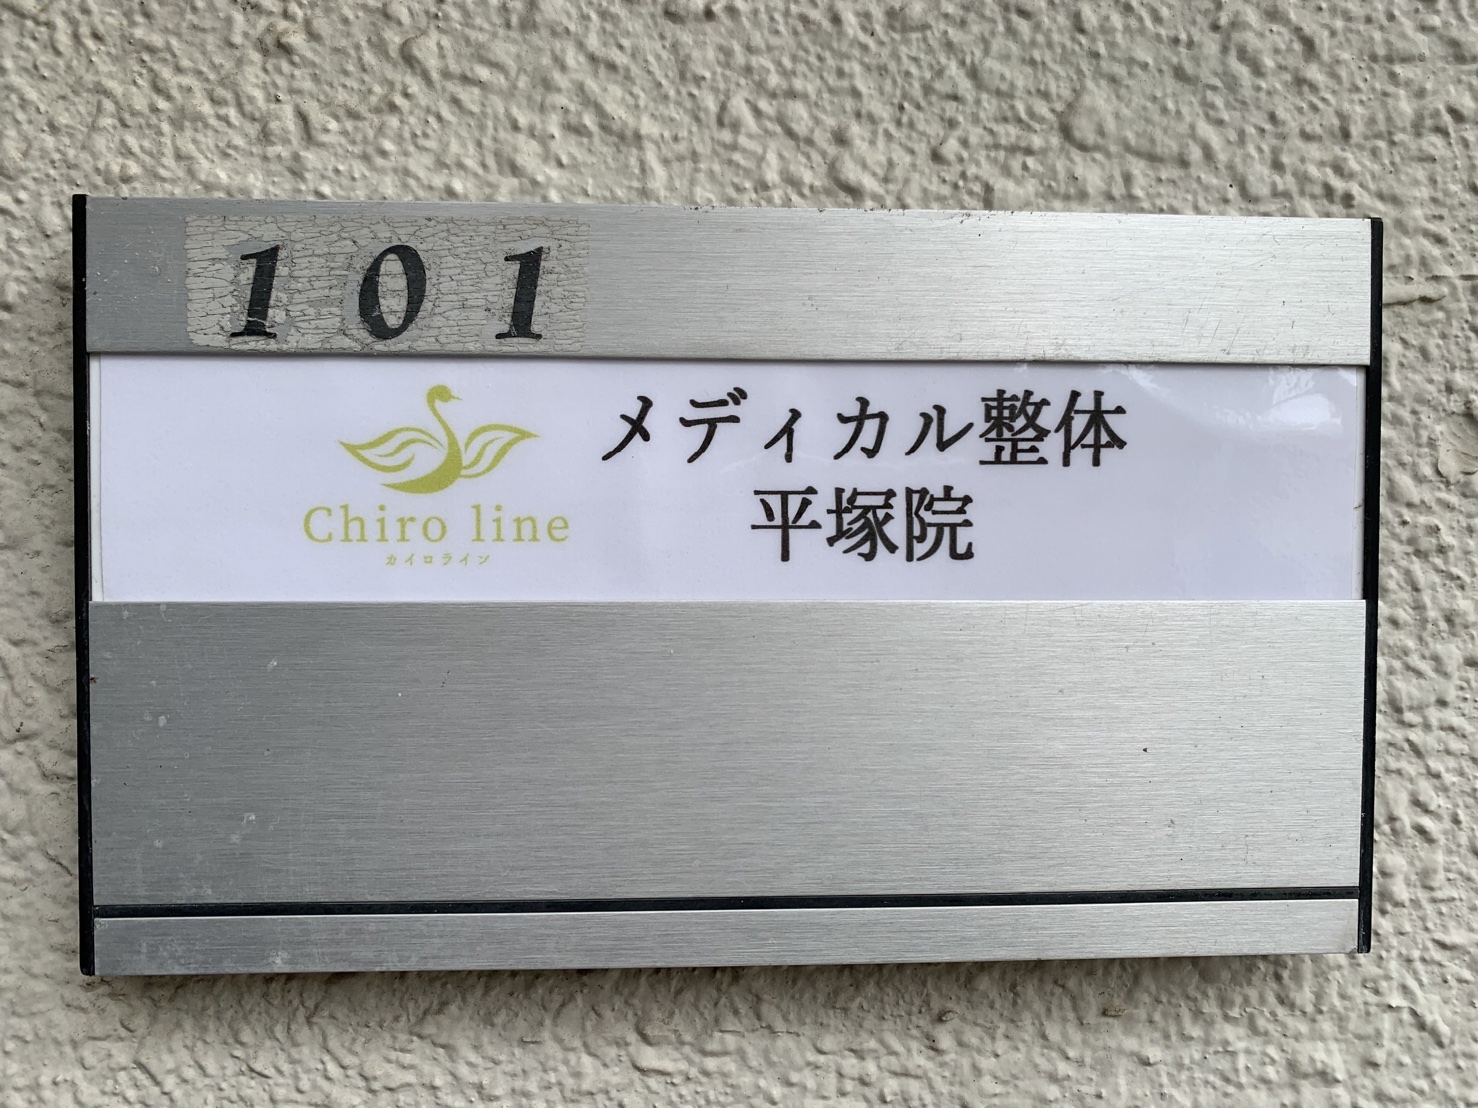 101
Chiro line
カイロライン
メディカル整体
平塚院